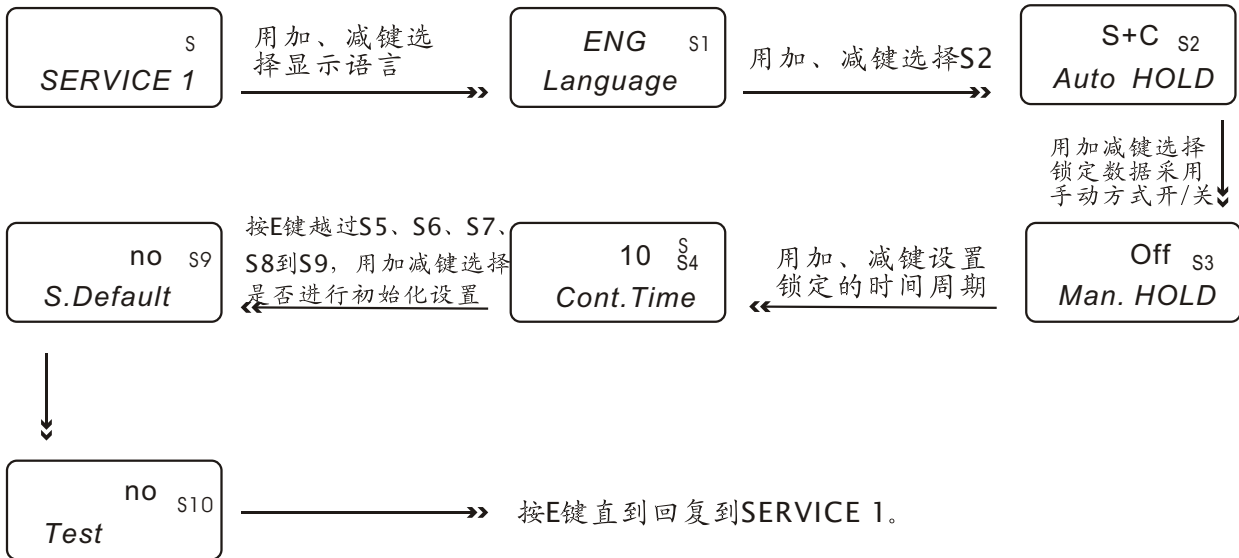 S
SERVICE 1
用加、减键选
择显示语言
ENG S1
Language
用加、减键选择S2
S+C S2
Auto HOLD
用加减键选择
锁定数据采用
手动方式开/关
Off S3
Man. HOLD
用加、减键设置
锁定的时间周期
10 S
S4
Cont.Time
按E键越过S5、S6、S7、
S8到S9，用加减键选择
是否进行初始化设置
no S9
S.Default
no S10
Test
按E键直到回复到SERVICE 1。